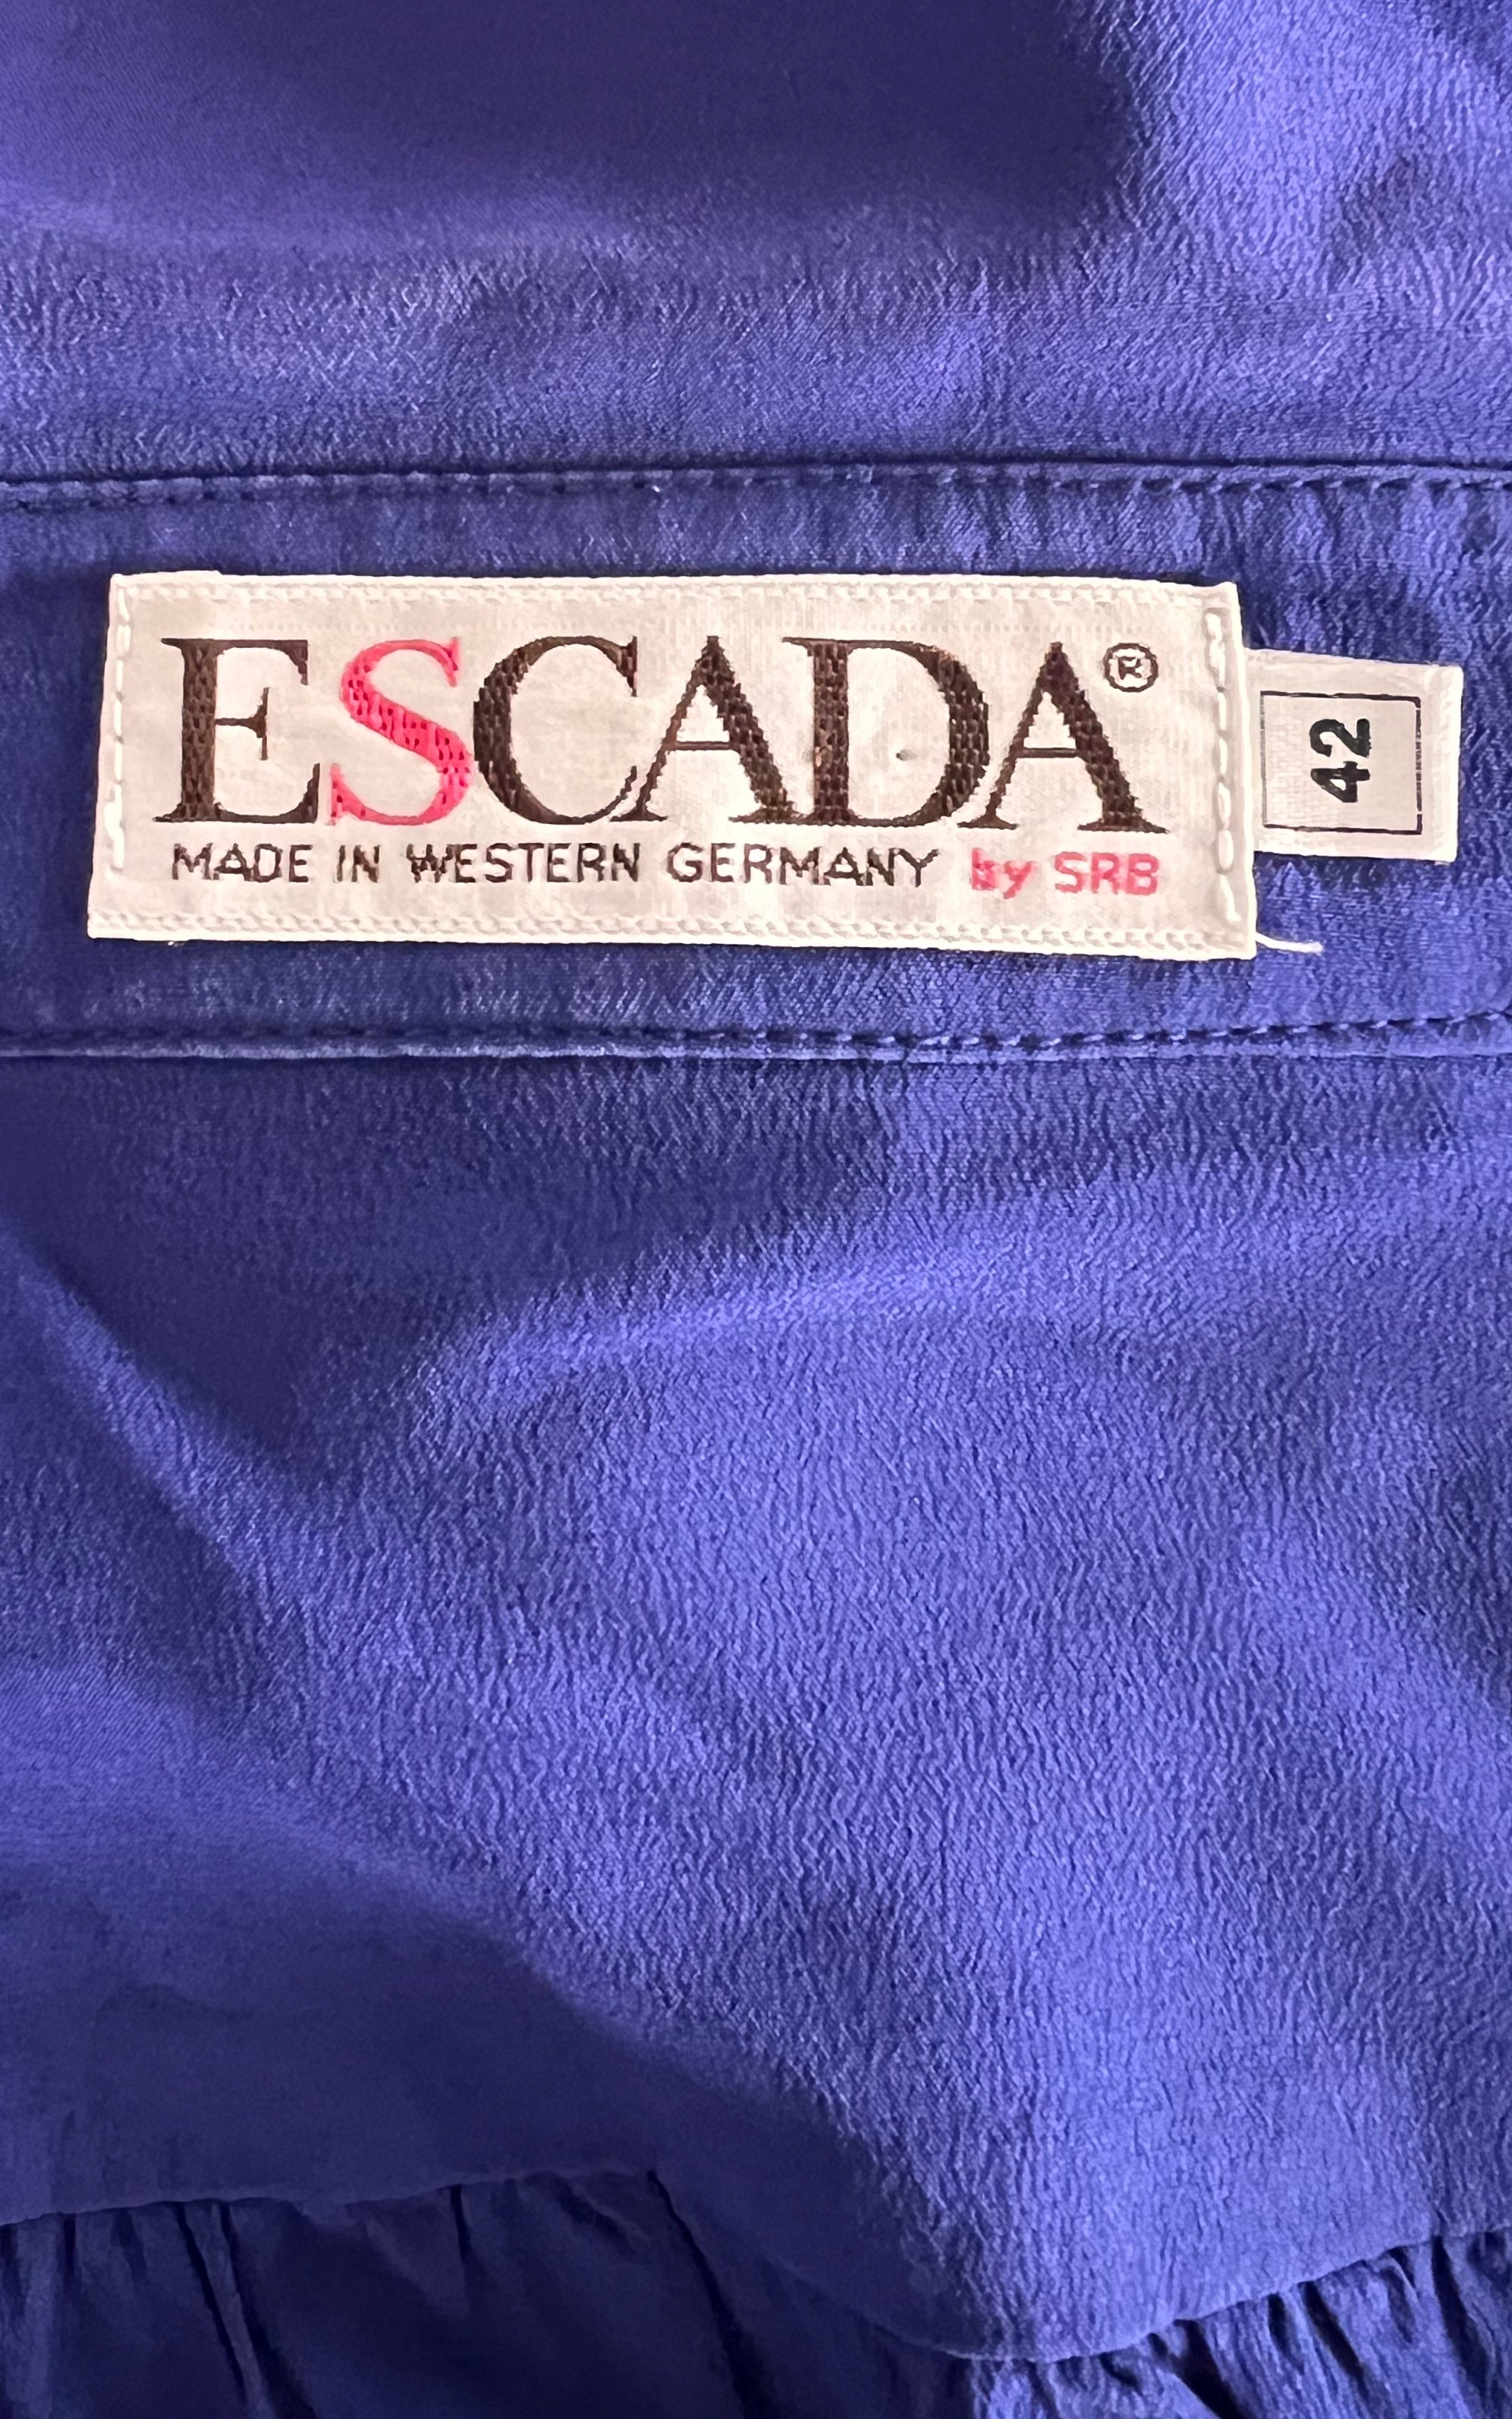 ESCADA®
MADE IN WESTERN GERMANY by SRB
42